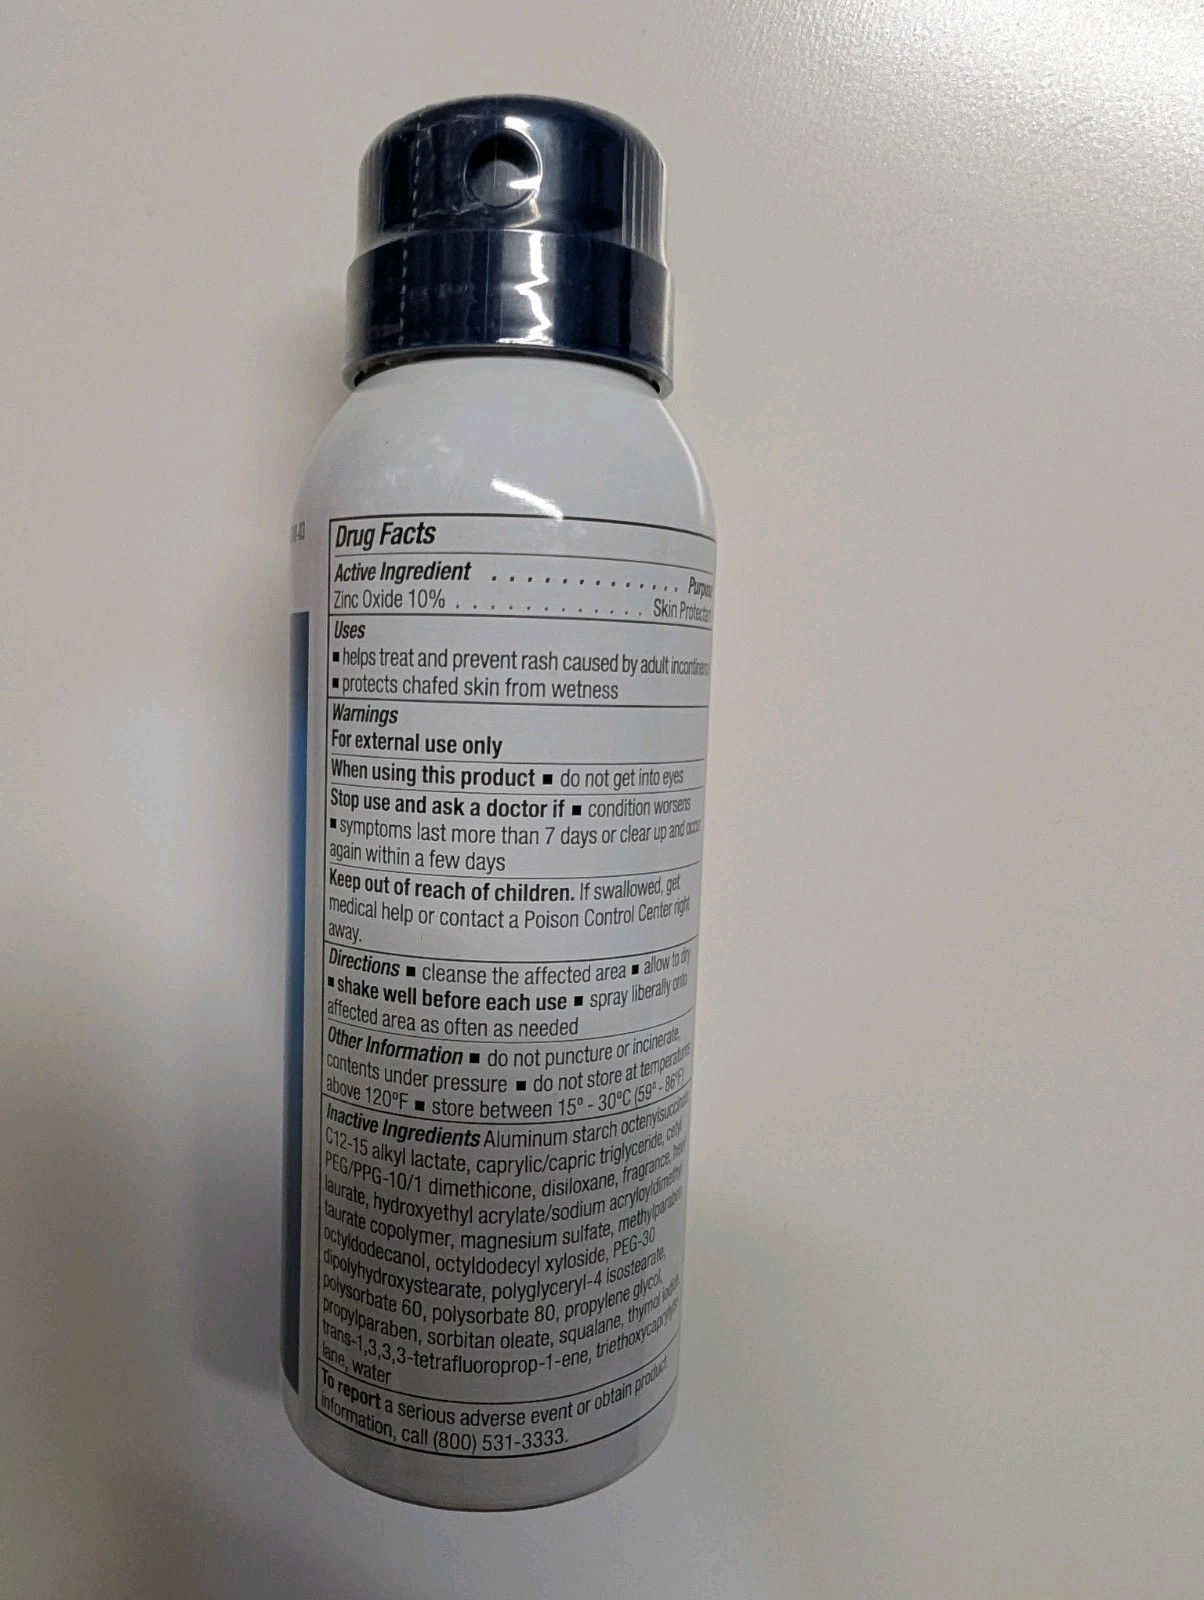 Drug Facts
Active Ingredient . . . . . . . . . . . . . Purpose
Zinc Oxide 10% . . . . . . . . . . . . Skin Protectant
Uses
▪ helps treat and prevent rash caused by adult
▪ protects chafed skin from wetness
Warnings
For external use only
When using this product ▪ do not get into eyes
Stop use and ask a doctor if ▪ condition worsens
▪ symptoms last more than 7 days or clear up and occur
again within a few days
Keep out of reach of children. If swallowed, get
medical help or contact a Poison Control Center right
away.
Directions ▪ cleanse the affected area ▪ allow to dry
▪ shake well before each use ▪ spray liberally onto
affected area as often as needed
Other Information ▪ do not puncture or incinerate,
contents under pressure ▪ do not store at temperatures
above 120ºF ▪ store between 15º - 30ºC (59º - 86ºF)
Inactive Ingredients Aluminum starch octenylsuccinate,
C12-15 alkyl lactate, caprylic/capric triglyceride, cetyl
PEG/PPG-10/1 dimethicone, disiloxane, fragrance, hexyl
laurate, hydroxyethyl acrylate/sodium acryloyldimethyl
taurate copolymer, magnesium sulfate, methylparaben,
octyldodecanol, octyldodecyl xyloside, PEG-30
dipolyhydroxystearate, polyglyceryl-4 isostearate,
polysorbate 60, polysorbate 80, propylene glycol,
propylparaben, sorbitan oleate, squalane, thymol iodide,
trans-1,3,3,3-tetrafluoroprop-1-ene, triethoxycaprylylsi-
lane, water
To report a serious adverse event or obtain product
information, call (800) 531-3333.